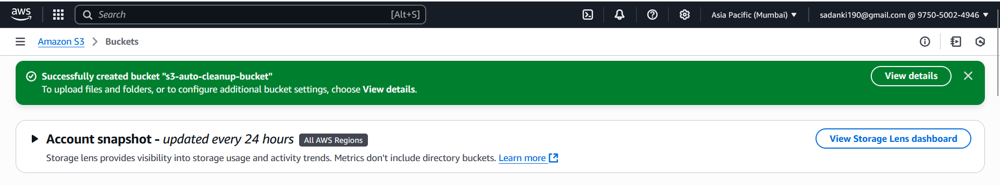 aws
Search [Alt+S]
Asia Pacific (Mumbai)
sadanki190@gmail.com @ 9750-5002-4946
Amazon S3 > Buckets
Successfully created bucket "s3-auto-cleanup-bucket"
To upload files and folders, or to configure additional bucket settings, choose View details.
View details
Account snapshot - updated every 24 hours All AWS Regions
View Storage Lens dashboard
Storage lens provides visibility into storage usage and activity trends. Metrics don't include directory buckets. Learn more